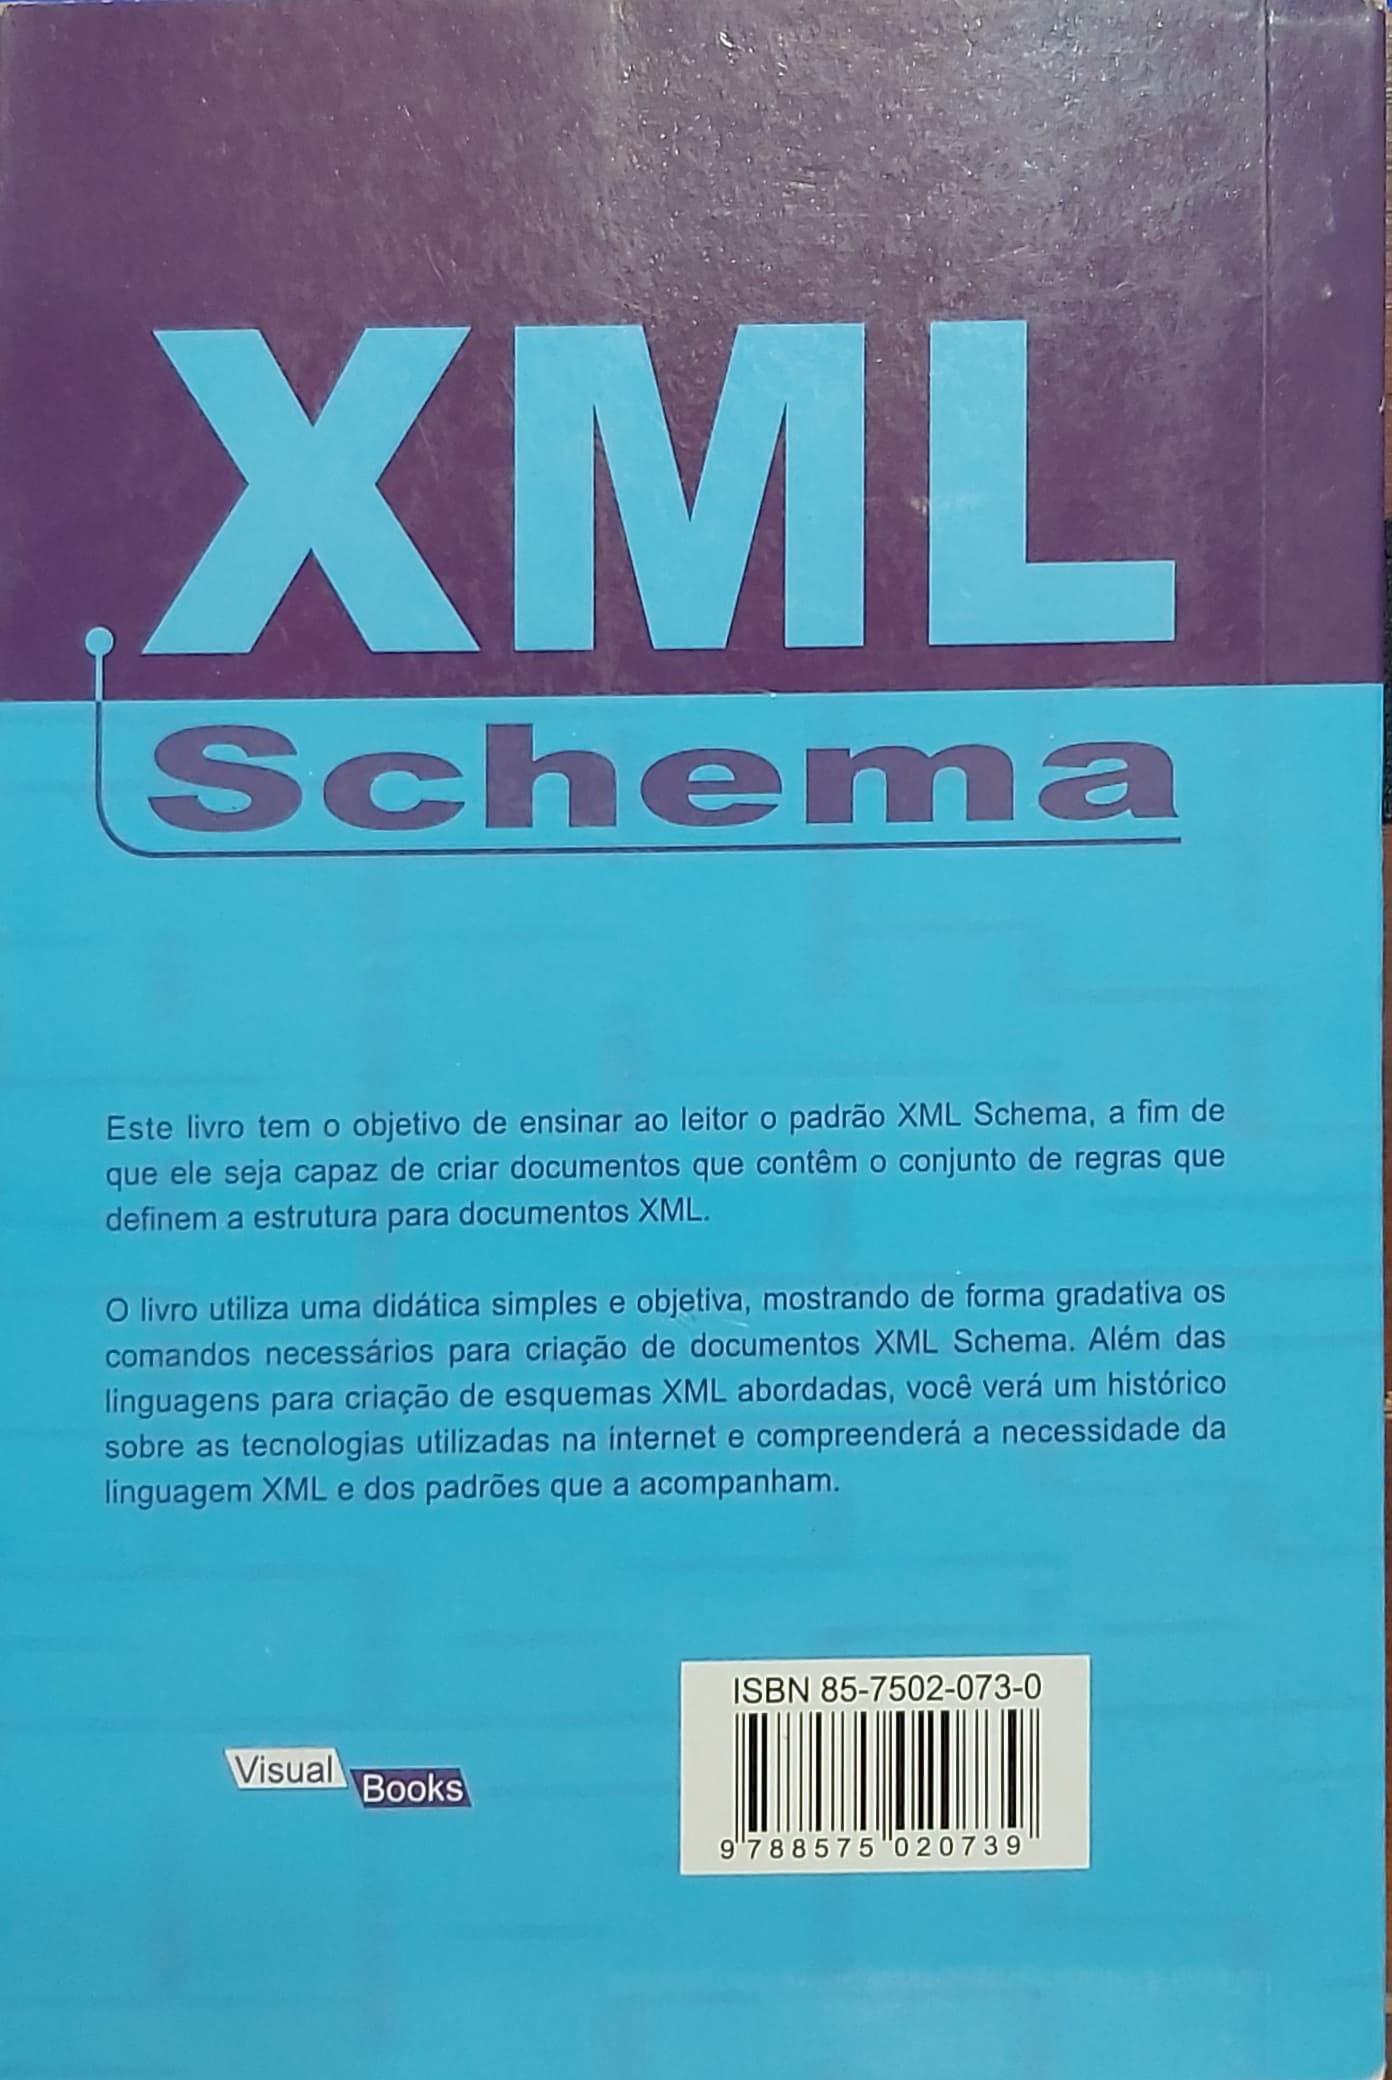 XML
Schema
Este livro tem o objetivo de ensinar ao leitor o padrão XML Schema, a fim de
que ele seja capaz de criar documentos que contêm o conjunto de regras que
definem a estrutura para documentos XML.
O livro utiliza uma didática simples e objetiva, mostrando de forma gradativa os
comandos necessários para criação de documentos XML Schema. Além das
linguagens para criação de esquemas XML abordadas, você verá um histórico
sobre as tecnologias utilizadas na internet e compreenderá a necessidade da
linguagem XML e dos padrões que a acompanham.
ISBN 85-7502-073-0
Visual
Books
9 788575 020739